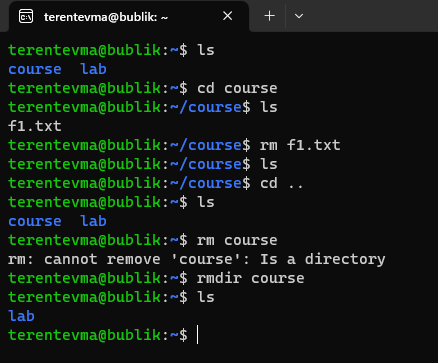 terentevma@bublik: ~
terentevma@bublik:~$ ls
course  lab
terentevma@bublik:~$ cd course
terentevma@bublik:~/course$ ls
f1.txt
terentevma@bublik:~/course$ rm f1.txt
terentevma@bublik:~/course$ ls
terentevma@bublik:~/course$ cd ..
terentevma@bublik:~$ ls
course  lab
terentevma@bublik:~$ rm course
rm: cannot remove 'course': Is a directory
terentevma@bublik:~$ rmdir course
terentevma@bublik:~$ ls
lab
terentevma@bublik:~$